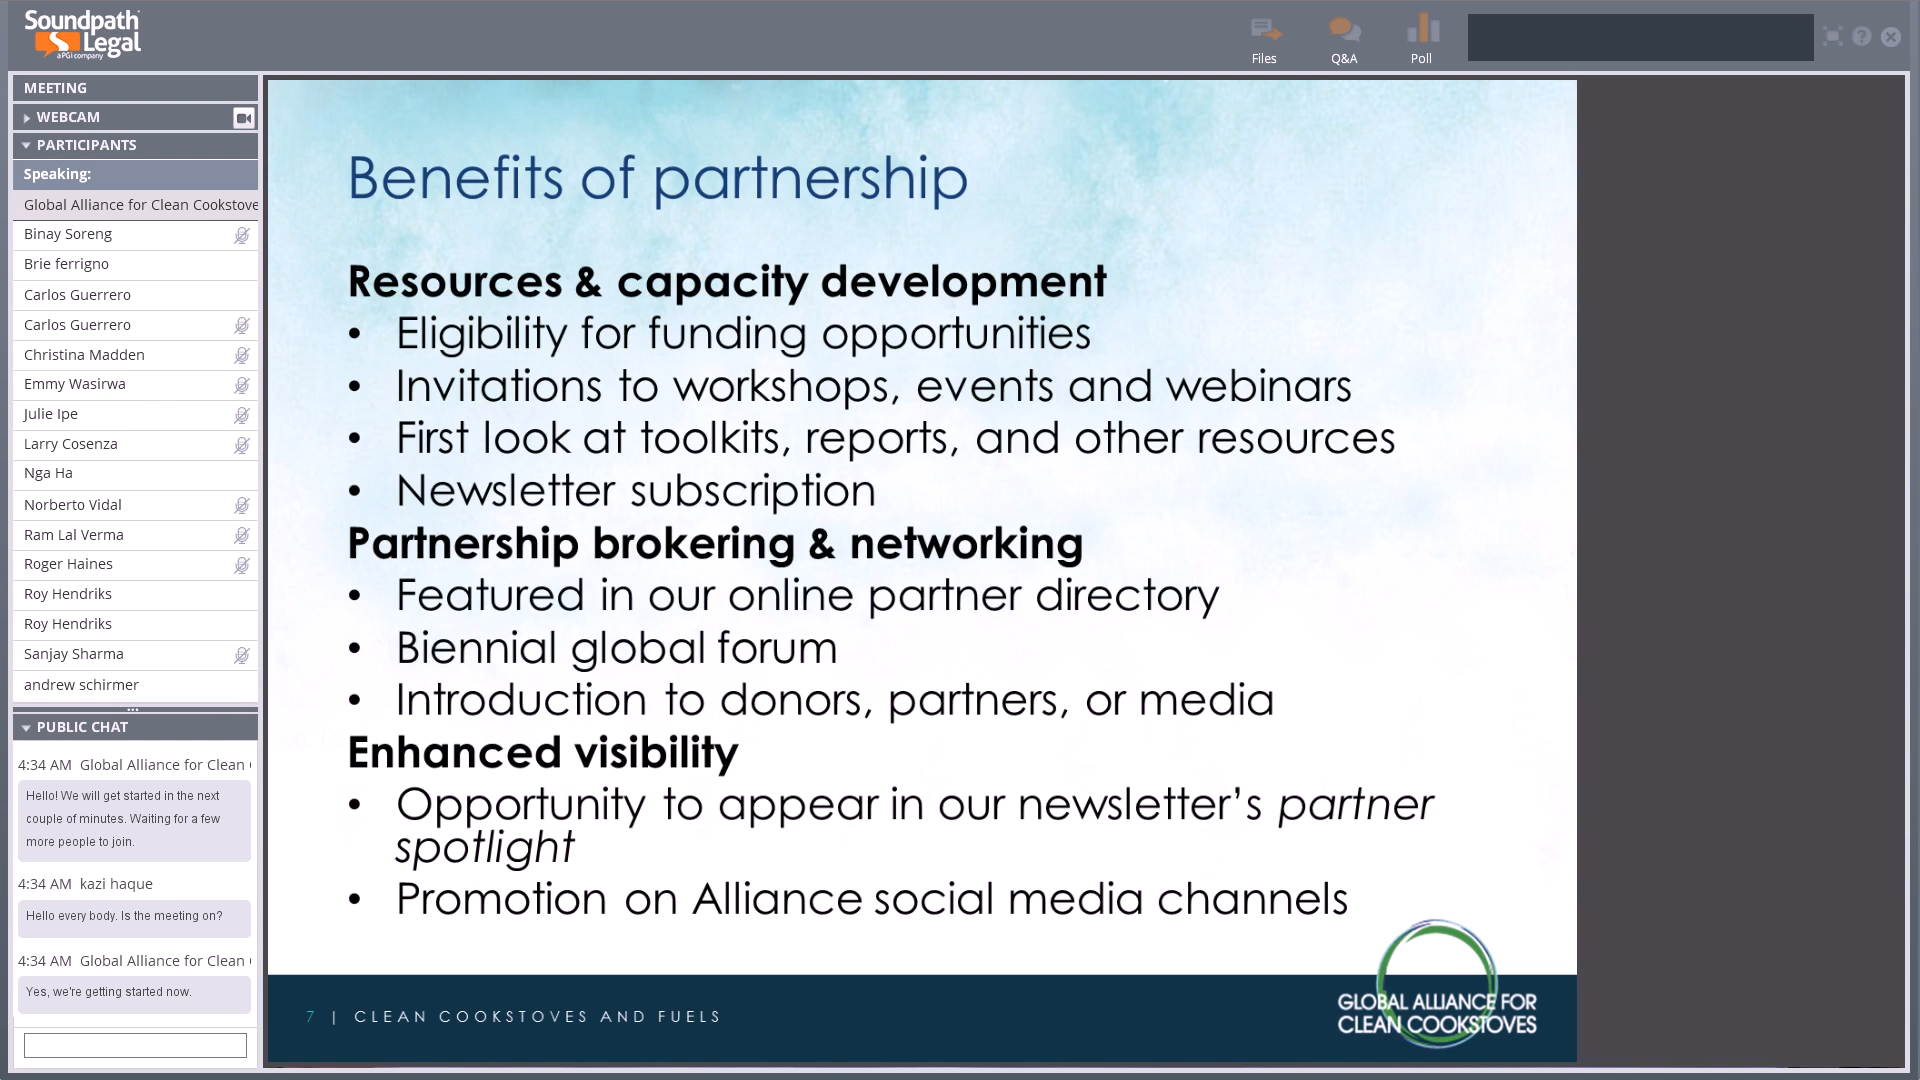 Soundpath
Legal
a PGi company
Files
Q&A
Poll
MEETING
WEBCAM
PARTICIPANTS
Speaking:
Global Alliance for Clean Cookstove
Binay Soreng
Brie ferrigno
Carlos Guerrero
Carlos Guerrero
Christina Madden
Emmy Wasirwa
Julie Ipe
Larry Cosenza
Nga Ha
Norberto Vidal
Ram Lal Verma
Roger Haines
Roy Hendriks
Roy Hendriks
Sanjay Sharma
andrew schirmer
PUBLIC CHAT
4:34 AM Global Alliance for Clean
Hello! We will get started in the next
couple of minutes. Waiting for a few
more people to join.
4:34 AM kazi haque
Hello every body. Is the meeting on?
4:34 AM Global Alliance for Clean
Yes, we're getting started now.
Benefits of partnership
Resources & capacity development
• Eligibility for funding opportunities
• Invitations to workshops, events and webinars
• First look at toolkits, reports, and other resources
• Newsletter subscription
Partnership brokering & networking
• Featured in our online partner directory
• Biennial global forum
• Introduction to donors, partners, or media
Enhanced visibility
• Opportunity to appear in our newsletter's partner
spotlight
• Promotion on Alliance social media channels
7 | CLEAN COOKSTOVES AND FUELS
GLOBAL ALLIANCE FOR
CLEAN COOKSTOVES